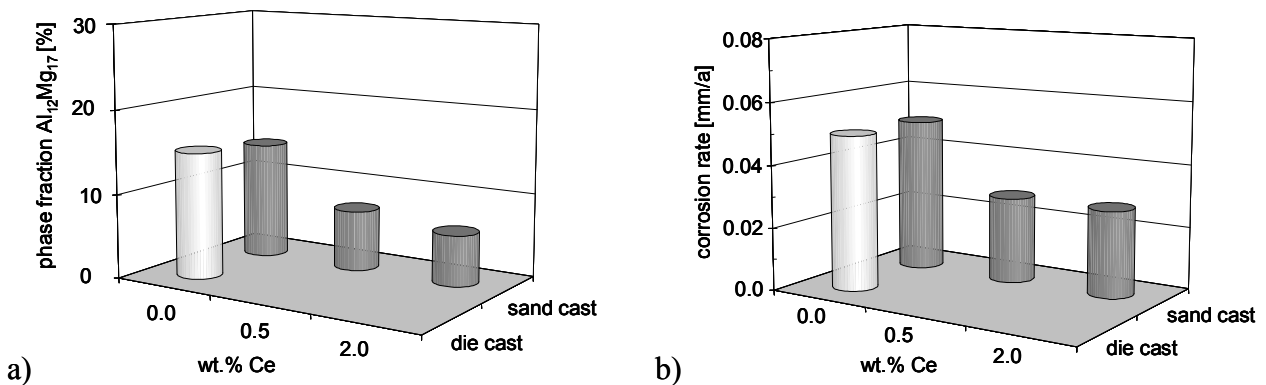 phase fraction Al12Mg17 [%]
30
20
10
0
0.0
0.5
2.0
wt.% Ce
sand cast
die cast
a)
corrosion rate [mm/a]
0.08
0.06
0.04
0.02
0.0
0.0
0.5
2.0
wt.% Ce
sand cast
die cast
b)